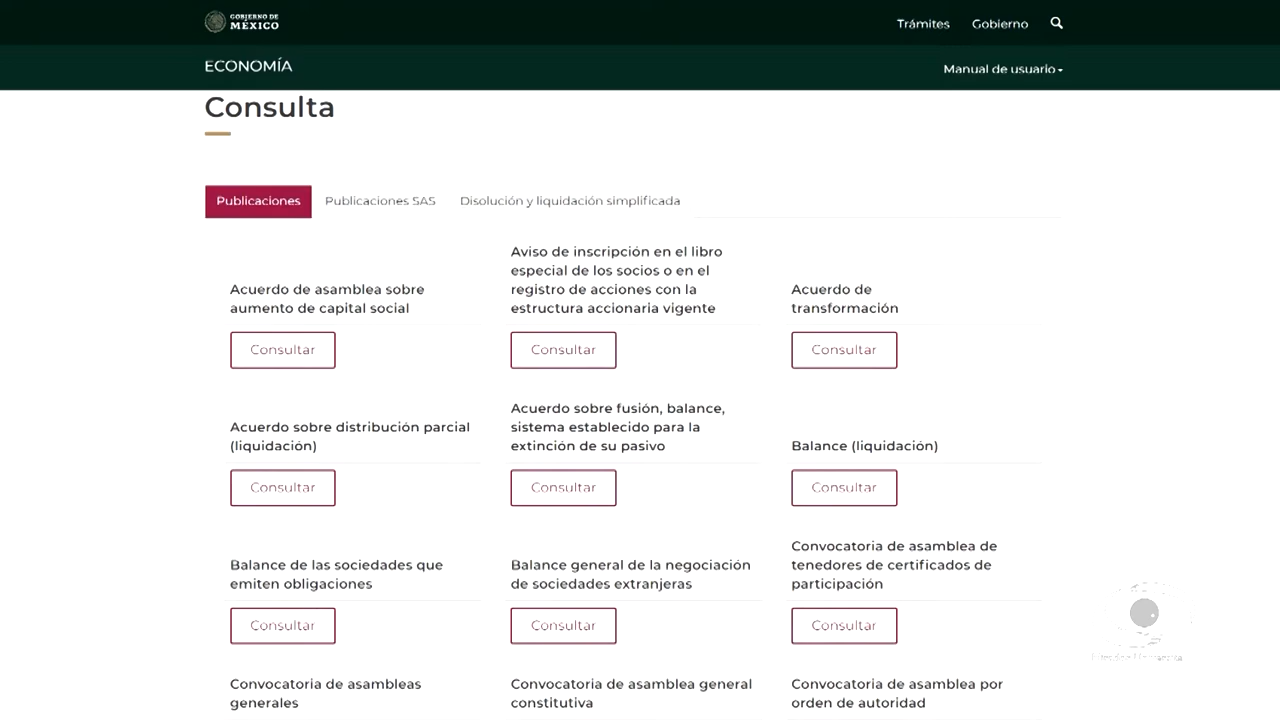 GOBIERNO DE
MÉXICO
Trámites
Gobierno
ECONOMÍA
Manual de usuario
Consulta
Publicaciones
Publicaciones SAS
Disolución y liquidación simplificada
Acuerdo de asamblea sobre
aumento de capital social
Consultar
Aviso de inscripción en el libro
especial de los socios o en el
registro de acciones con la
estructura accionaria vigente
Consultar
Acuerdo de
transformación
Consultar
Acuerdo sobre distribución parcial
(liquidación)
Consultar
Acuerdo sobre fusión, balance,
sistema establecido para la
extinción de su pasivo
Consultar
Balance (liquidación)
Consultar
Balance de las sociedades que
emiten obligaciones
Consultar
Balance general de la negociación
de sociedades extranjeras
Consultar
Convocatoria de asamblea de
tenedores de certificados de
participación
Consultar
Convocatoria de asambleas
generales
Convocatoria de asamblea general
constitutiva
Convocatoria de asamblea por
orden de autoridad